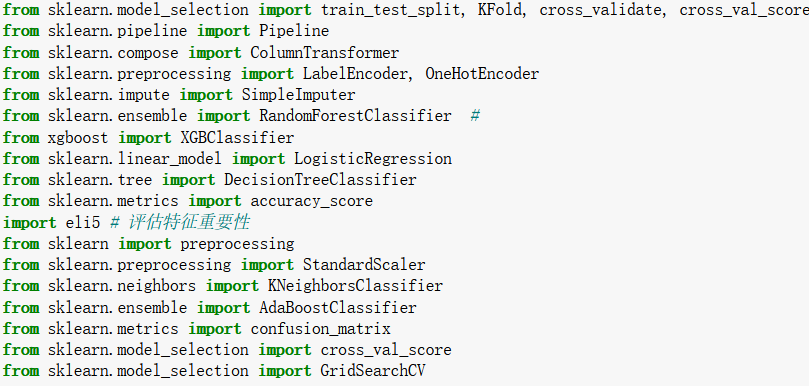 from sklearn.model_selection import train_test_split, KFold, cross_validate, cross_val_score
from sklearn.pipeline import Pipeline
from sklearn.compose import ColumnTransformer
from sklearn.preprocessing import LabelEncoder, OneHotEncoder
from sklearn.impute import SimpleImputer
from sklearn.ensemble import RandomForestClassifier  #
from xgboost import XGBClassifier
from sklearn.linear_model import LogisticRegression
from sklearn.tree import DecisionTreeClassifier
from sklearn.metrics import accuracy_score
import eli5 # 评估特征重要性
from sklearn import preprocessing
from sklearn.preprocessing import StandardScaler
from sklearn.neighbors import KNeighborsClassifier
from sklearn.ensemble import AdaBoostClassifier
from sklearn.metrics import confusion_matrix
from sklearn.model_selection import cross_val_score
from sklearn.model_selection import GridSearchCV